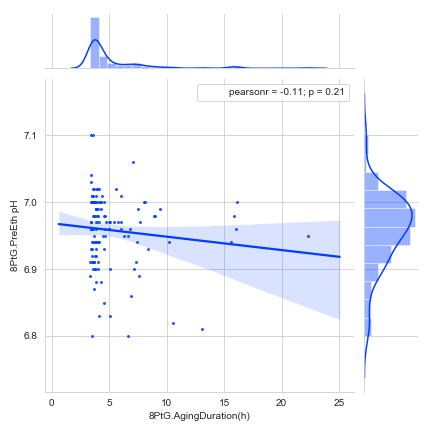 pearsonr = -0.11; p = 0.21
7.1
7.0
6.9
6.8
8PtG.PreEth pH
0 5 10 15 20 25
8PtG.AgingDuration(h)